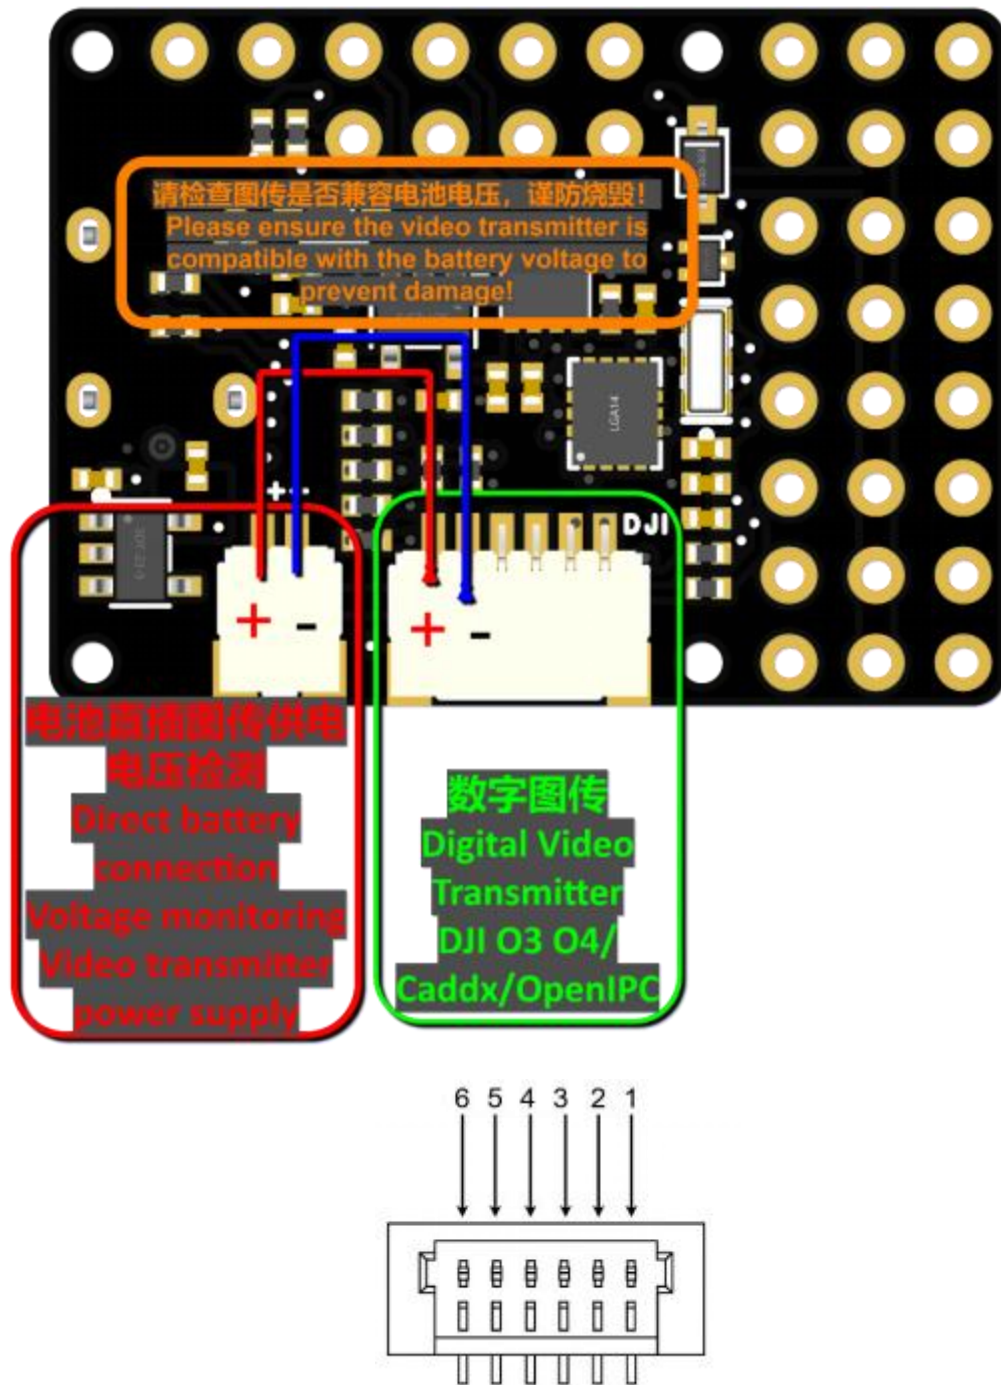 请检查图传是否兼容电池电压，谨防烧毁！
Please ensure the video transmitter is
compatible with the battery voltage to
prevent damage!
LGA14
+ -
DJI
+ -
+ -
电池直插图传供电
电压检测
Direct battery
connection
Voltage monitoring
Video transmitter
power supply
数字图传
Digital Video
Transmitter
DJI O3 O4/
Caddx/OpenIPC
6 5 4 3 2 1